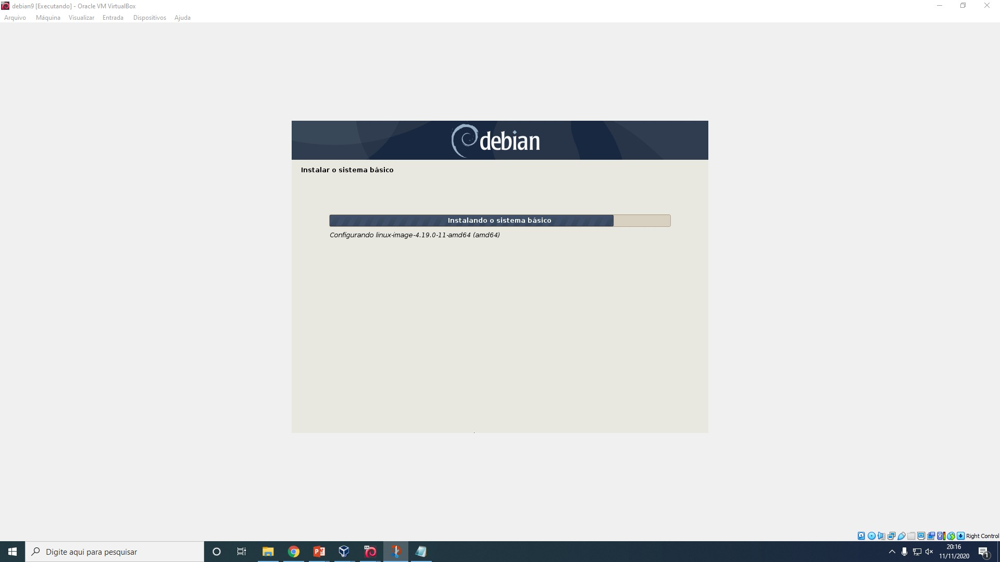 debian9 [Executando] - Oracle VM VirtualBox
Arquivo Máquina Visualizar Entrada Dispositivos Ajuda
debian
Instalar o sistema básico
Instalando o sistema básico
Configurando linux-image-4.19.0-11-amd64 (amd64)
Right Control
Digite aqui para pesquisar
20:16
11/11/2020
1